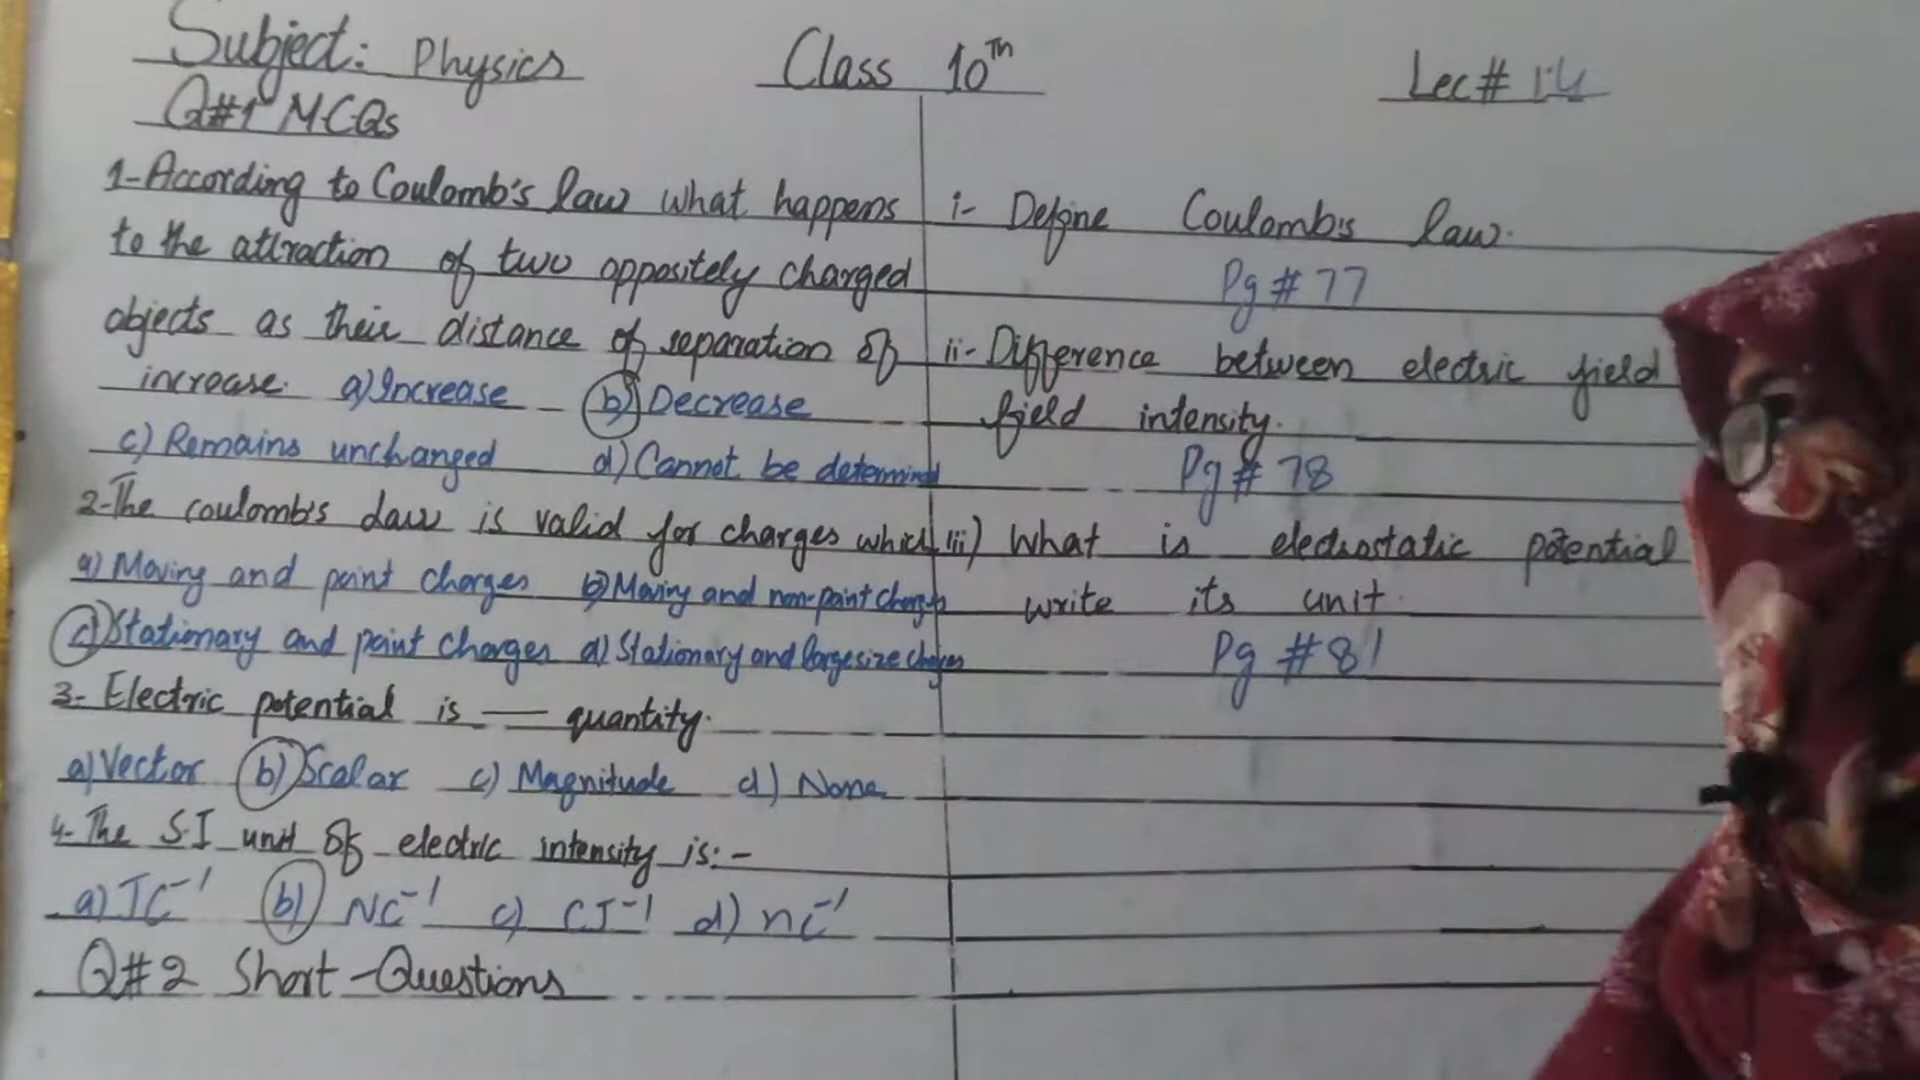 Subject: Physics Class 10Th Lec# 14
Q#1 MCQs
1-According to Coulomb's law what happens
to the attraction of two oppositely charged
objects as their distance of separation of
increase. a) Increase b) Decrease
c) Remains unchanged d) Cannot be determined
2-The coulomb's law is valid for charges which
a) Moving and point charges b) Moving and non-point charges
c) Stationary and point charges d) Stationary and large size charges
3- Electric potential is — quantity.
a) Vector b) Scalar c) Magnitude d) None
4- The S.I unit of electric intensity is:-
a) JC⁻¹ b) NC⁻¹ c) CJ⁻¹ d) nc⁻¹
Q#2 Short-Questions
i- Define Coulomb's law.
Pg # 77
ii- Difference between electric field
field intensity.
Pg # 78
iii) What is electrostatic potential
write its unit.
Pg # 81